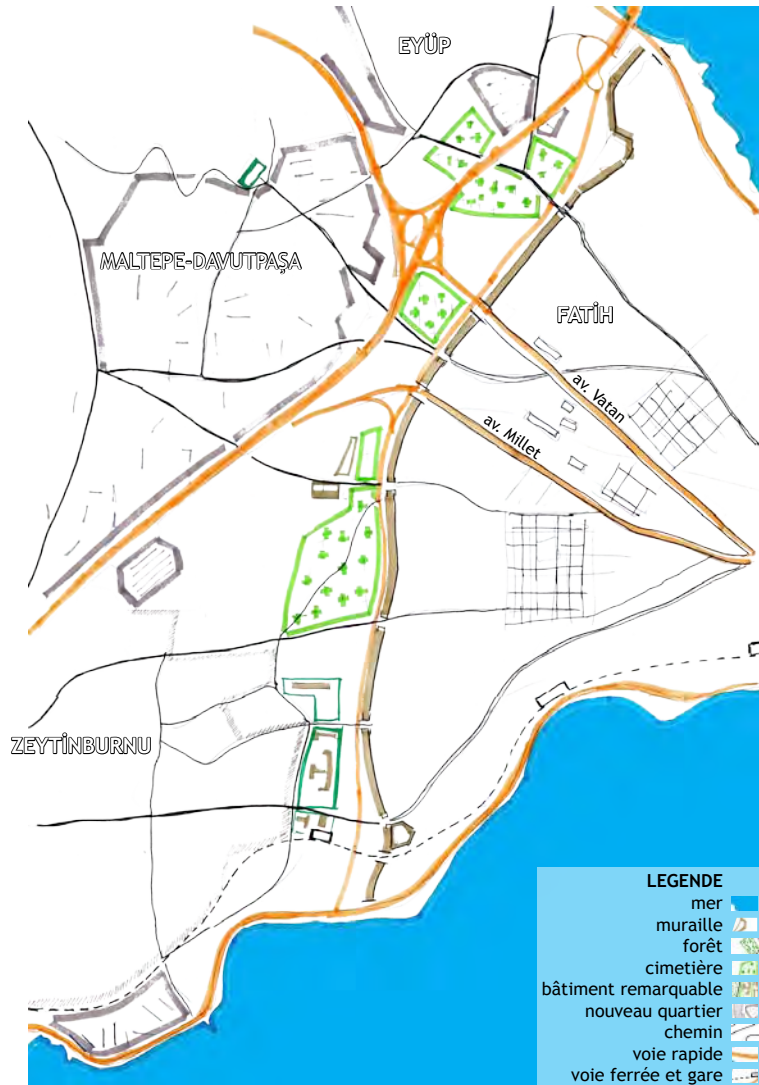 EYÜP
MALTEPE-DAVUTPAŞA
FATİH
av. Vatan
av. Millet
ZEYTİNBURNU
LEGENDE
mer
muraille
forêt
cimetière
bâtiment remarquable
nouveau quartier
chemin
voie rapide
voie ferrée et gare